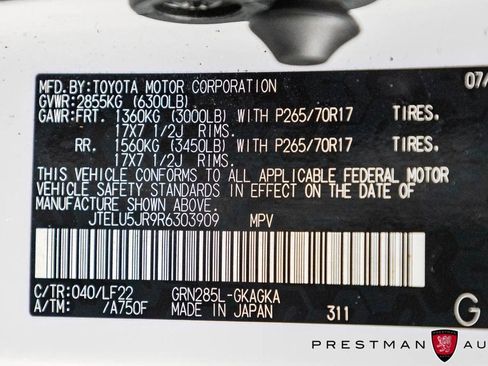 MFD.BY:TOYOTA MOTOR CORPORATION 07/
GVWR:2855KG (6300LB)
GAWR:FRT. 1360KG (3000LB) WITH P265/70R17 TIRES.
17X7 1/2J RIMS.
RR. 1560KG (3450LB) WITH P265/70R17 TIRES.
17X7 1/2J RIMS.
THIS VEHICLE CONFORMS TO ALL APPLICABLE FEDERAL MOTOR
VEHICLE SAFETY STANDARDS IN EFFECT ON THE DATE OF
MANUFACTURE SHOWN ABOVE.
JTELU5JR9R6303909 MPV
C/TR:040/LF22 GRN285L-GKAGKA G
A/TM: /A750F MADE IN JAPAN 311
PRESTMAN AU